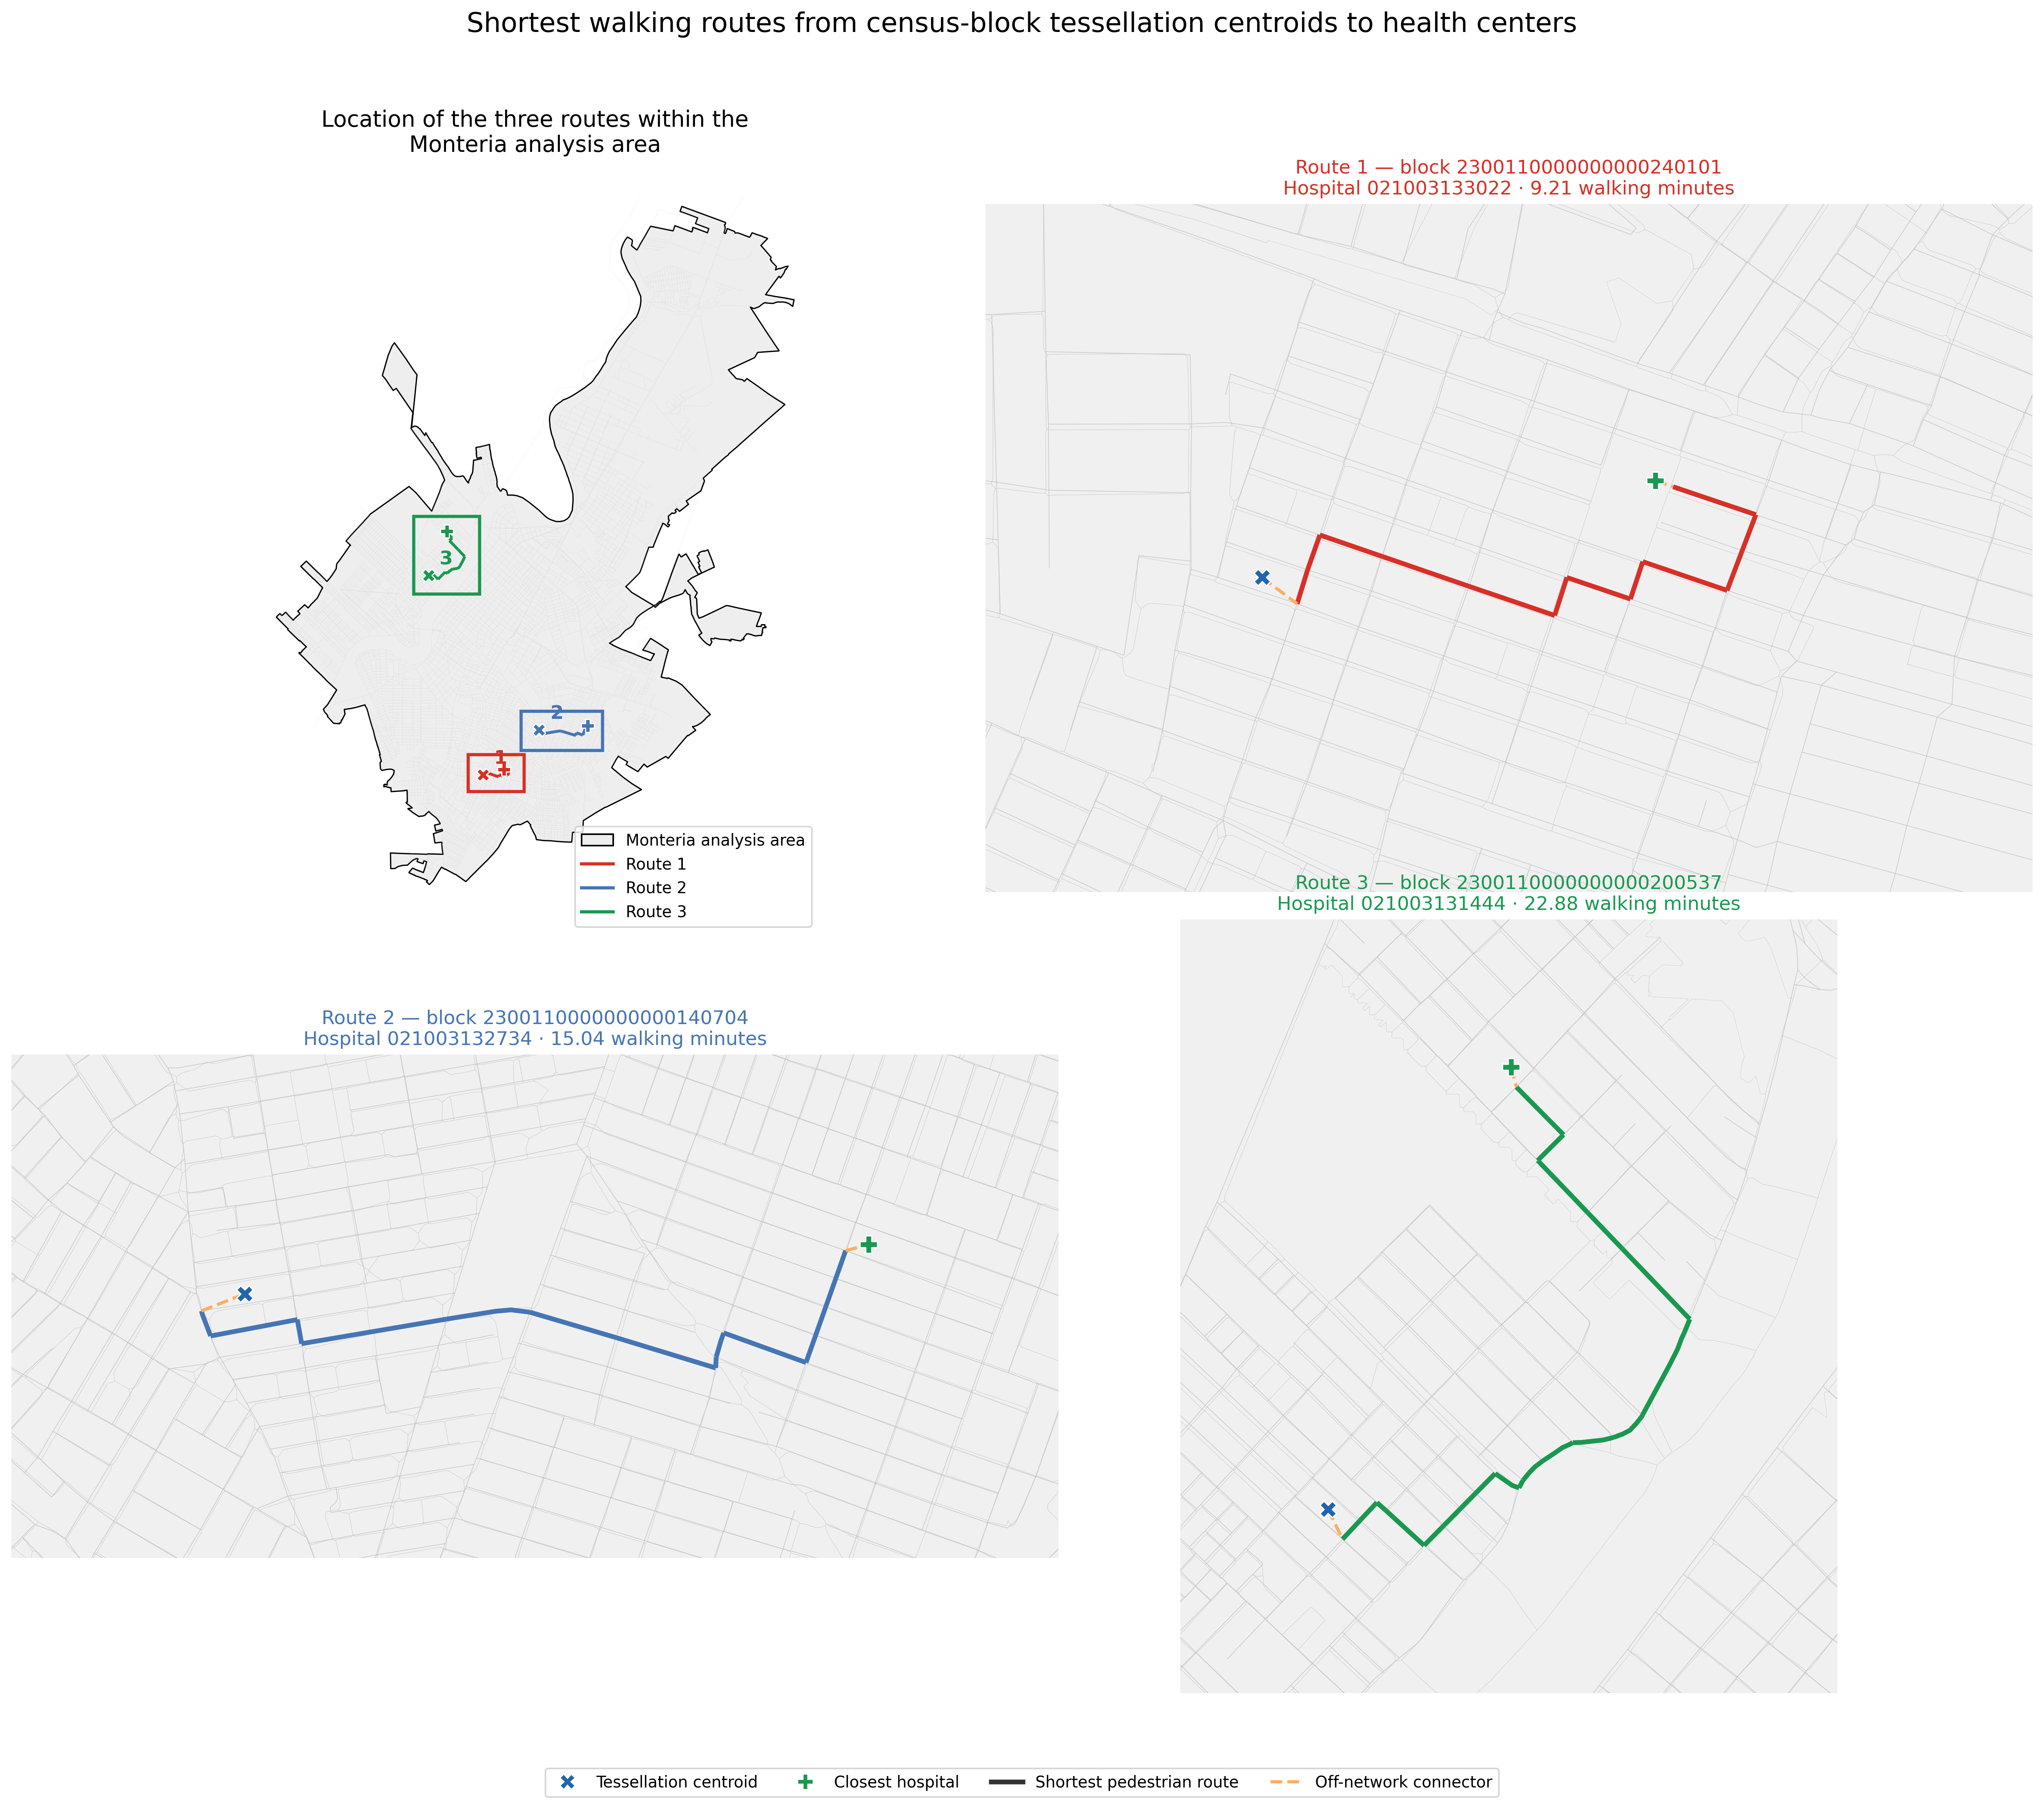 Shortest walking routes from census-block tessellation centroids to health centers
Location of the three routes within the
Monteria analysis area
3
2
1
Monteria analysis area
Route 1
Route 2
Route 3
Route 1 — block 2300110000000000240101
Hospital 021003133022 · 9.21 walking minutes
Route 2 — block 2300110000000000140704
Hospital 021003132734 · 15.04 walking minutes
Route 3 — block 2300110000000000200537
Hospital 021003131444 · 22.88 walking minutes
Tessellation centroid
Closest hospital
Shortest pedestrian route
Off-network connector